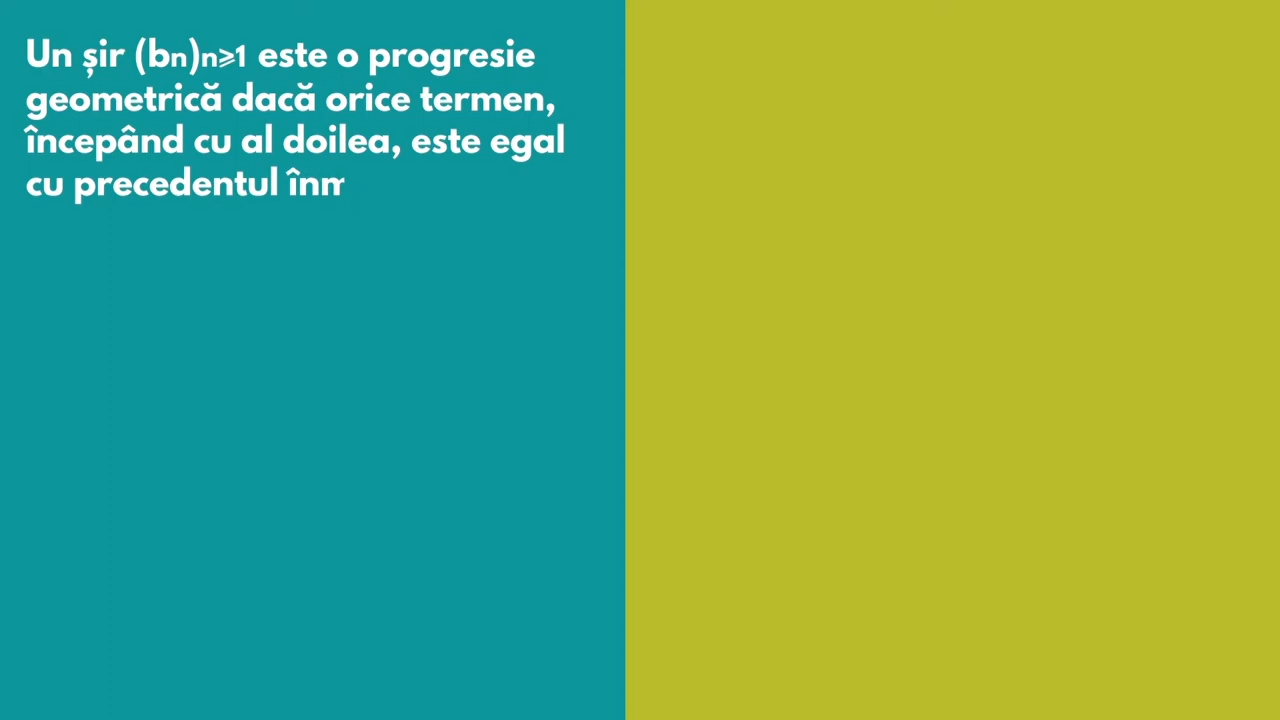 Un șir (bn)n⩾1 este o progresie
geometrică dacă orice termen,
începând cu al doilea, este egal
cu precedentul